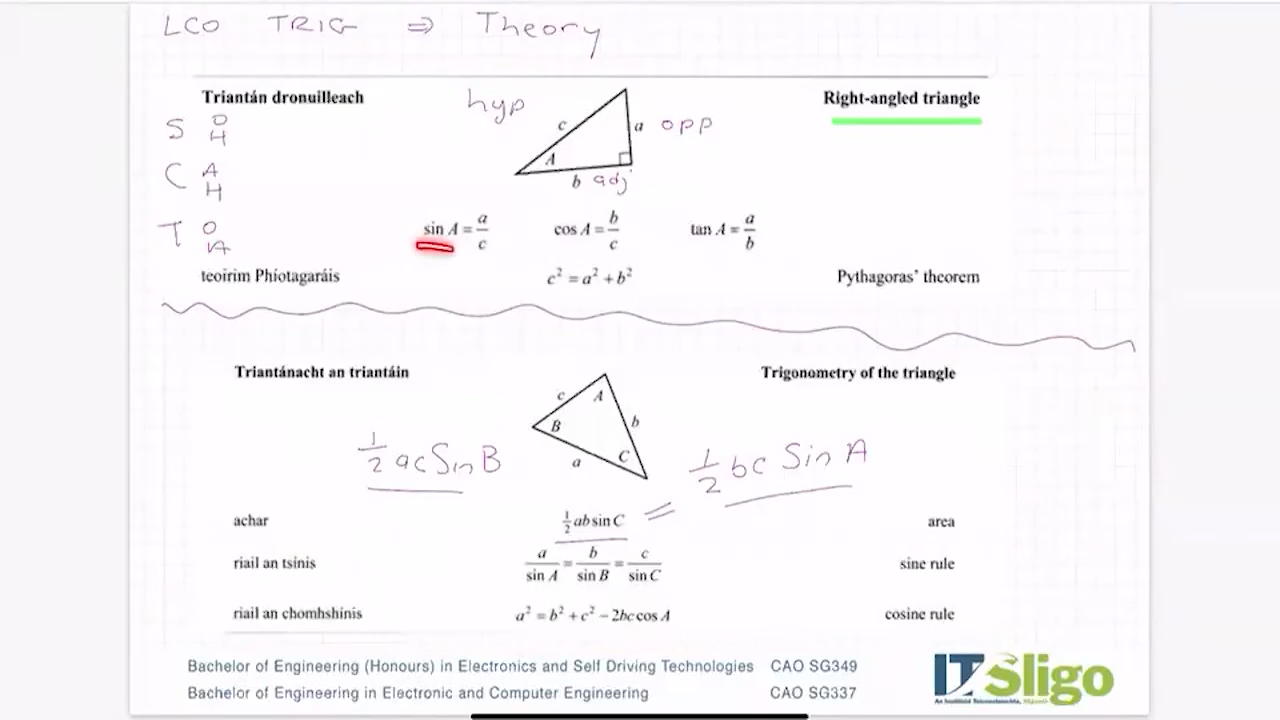 LCO TRIG ⇒ Theory
Triantán dronuilleach
hyp
c
a opp
A
b adj
Right-angled triangle
S O/H
C A/H
T O/A
sin A = a/c cos A = b/c tan A = a/b
teoirim Phíotagaráis c² = a² + b² Pythagoras' theorem
Triantánacht an triantáin Trigonometry of the triangle
c A
B b
a C
½ ac Sin B
½ bc Sin A
achar ½ab sin C = area
riail an tsínis a/sin A = b/sin B = c/sin C sine rule
riail an chomhshínis a² = b² + c² − 2bc cos A cosine rule
Bachelor of Engineering (Honours) in Electronics and Self Driving Technologies CAO SG349
Bachelor of Engineering in Electronic and Computer Engineering CAO SG337
IT Sligo